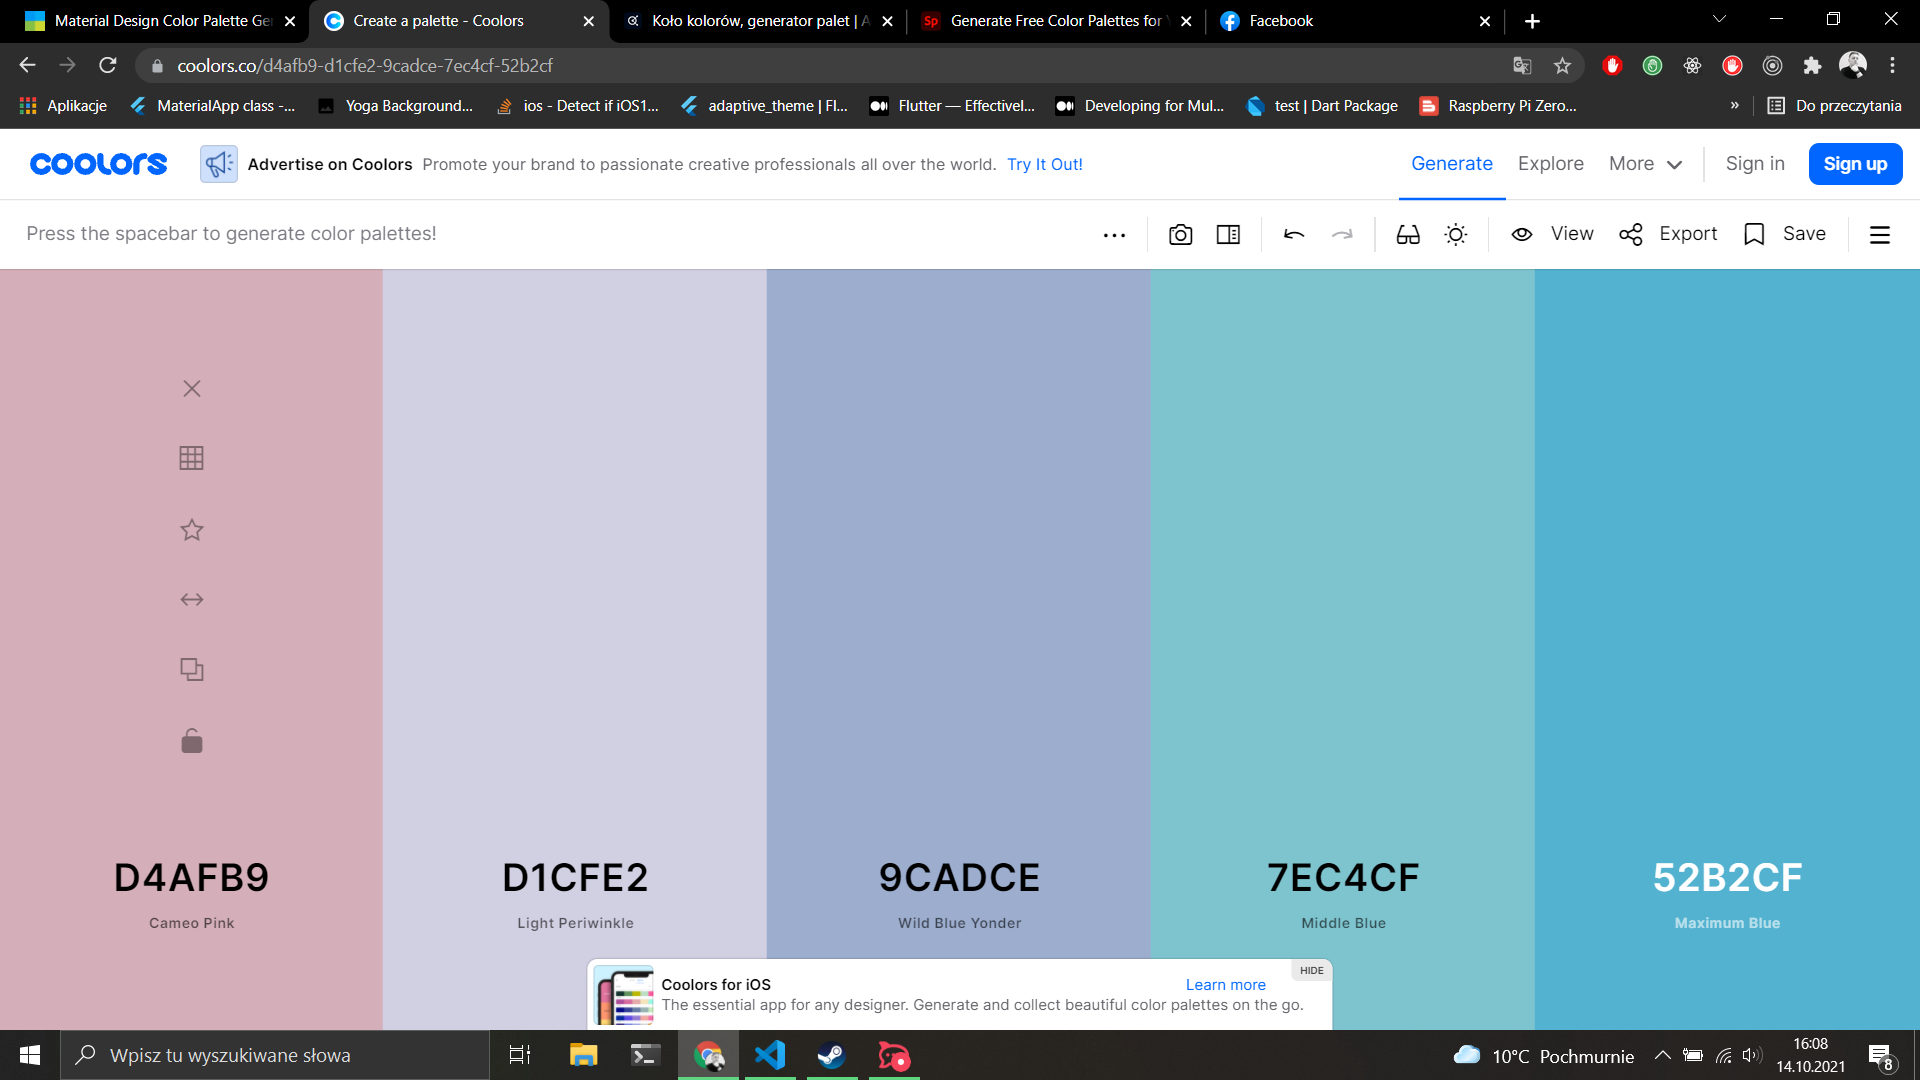 Material Design Color Palette Ge
Create a palette - Coolors
Koło kolorów, generator palet | A
Generate Free Color Palettes for Y
Facebook
coolors.co/d4afb9-d1cfe2-9cadce-7ec4cf-52b2cf
Aplikacje
MaterialApp class -...
Yoga Background...
ios - Detect if iOS1...
adaptive_theme | Fl...
Flutter — Effectivel...
Developing for Mul...
test | Dart Package
Raspberry Pi Zero...
»
Do przeczytania
coolors
Advertise on Coolors Promote your brand to passionate creative professionals all over the world. Try It Out!
Generate
Explore
More
Sign in
Sign up
Press the spacebar to generate color palettes!
View
Export
Save
D4AFB9
Cameo Pink
D1CFE2
Light Periwinkle
9CADCE
Wild Blue Yonder
7EC4CF
Middle Blue
52B2CF
Maximum Blue
Coolors for iOS
Learn more
HIDE
The essential app for any designer. Generate and collect beautiful color palettes on the go.
Wpisz tu wyszukiwane słowa
10°C Pochmurnie
16:08
14.10.2021
8